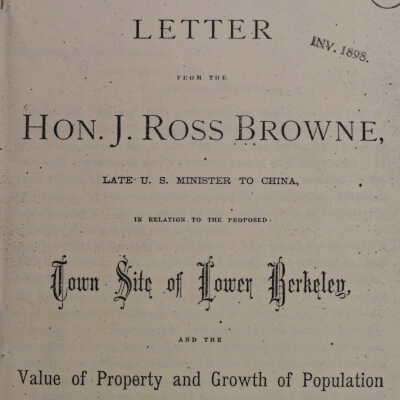 LETTER
INV. 1898.
FROM THE
HON. J. ROSS BROWNE,
LATE U. S. MINISTER TO CHINA,
IN RELATION TO THE PROPOSED
Town Site of Lower Berkeley,
AND THE
Value of Property and Growth of Population